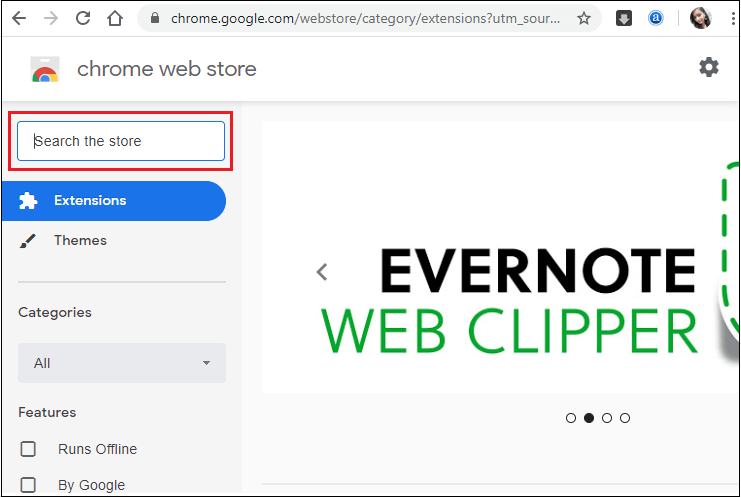 chrome.google.com/webstore/category/extensions?utm_sour...
a
chrome web store
Search the store
Extensions
Themes
Categories
All
Features
Runs Offline
By Google
EVERNOTE
WEB CLIPPER